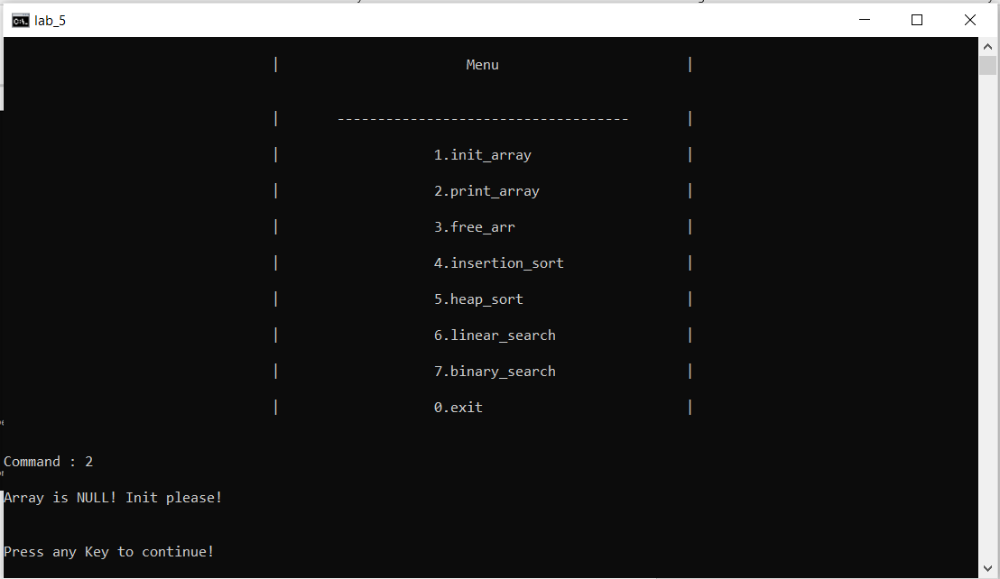 lab_5
| Menu |
| ------------------------------------ |
| 1.init_array |
| 2.print_array |
| 3.free_arr |
| 4.insertion_sort |
| 5.heap_sort |
| 6.linear_search |
| 7.binary_search |
| 0.exit |
Command : 2
Array is NULL! Init please!
Press any Key to continue!